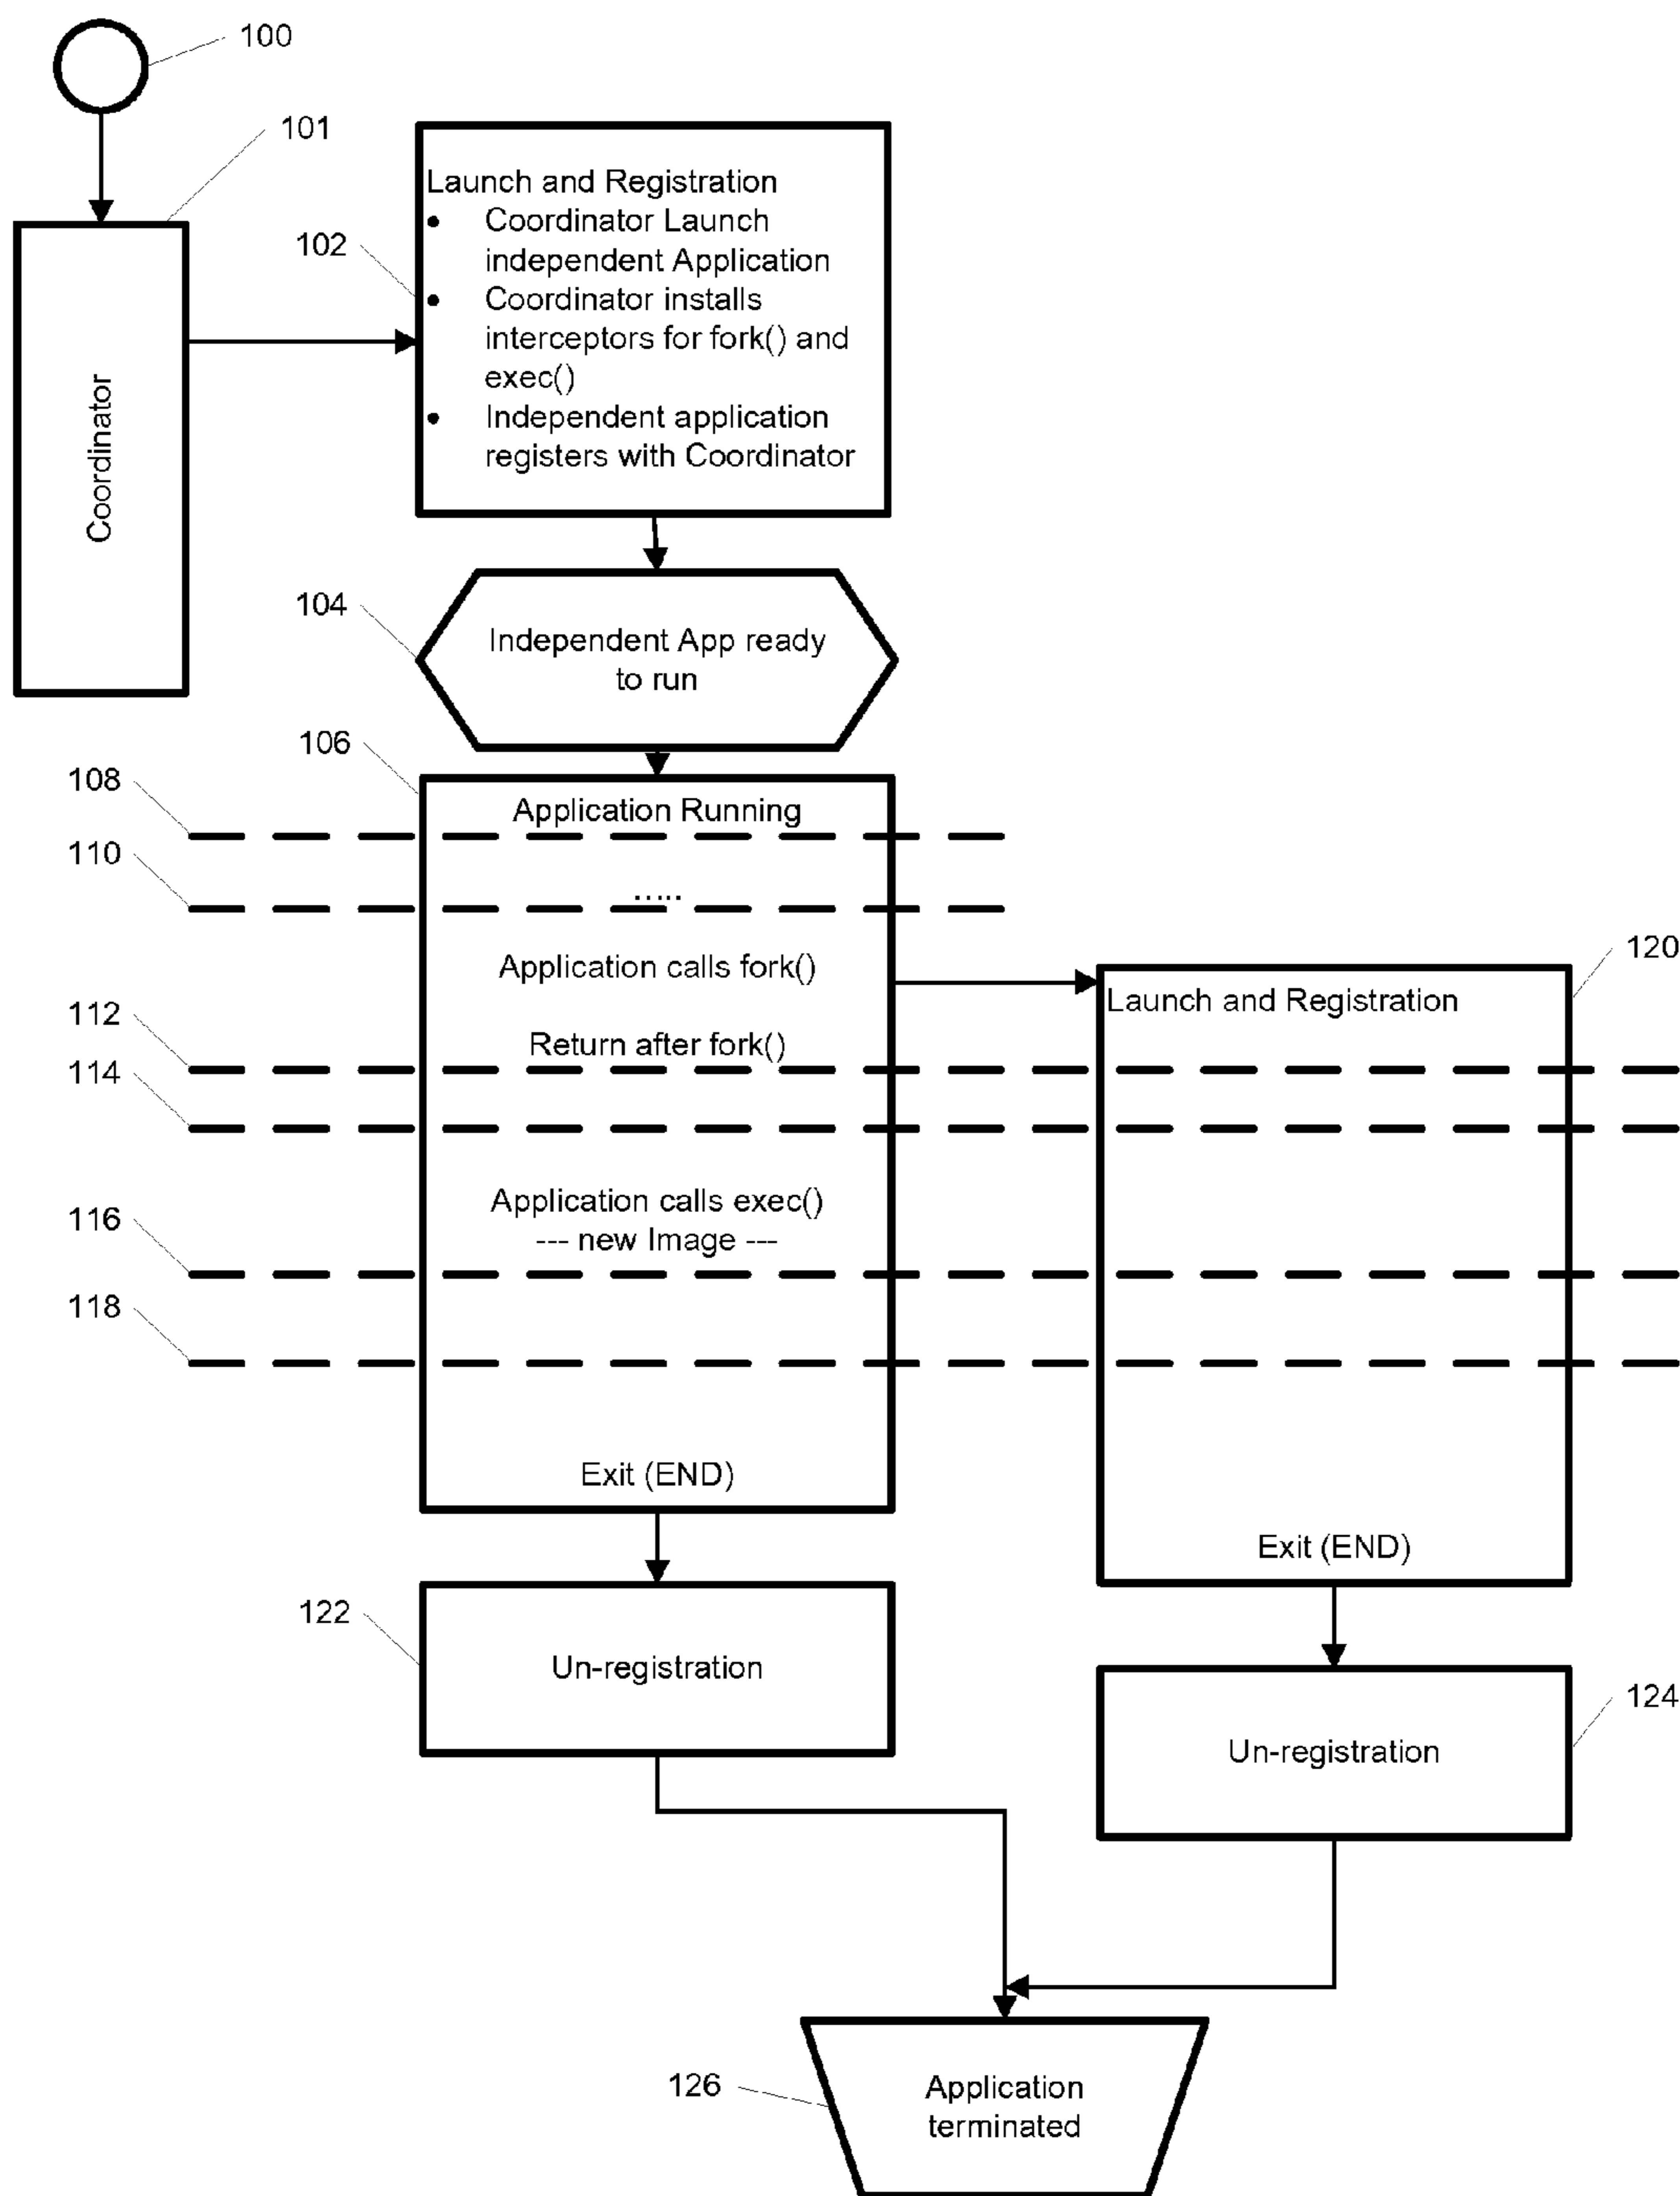 100
101
Coordinator
102
Launch and Registration
• Coordinator Launch
independent Application
• Coordinator installs
interceptors for fork() and
exec()
• Independent application
registers with Coordinator
104
Independent App ready
to run
106
108
110
112
114
116
118
Application Running
.....
Application calls fork()
Return after fork()
Application calls exec()
--- new Image ---
Exit (END)
120
Launch and Registration
Exit (END)
122
Un-registration
124
Un-registration
126
Application
terminated